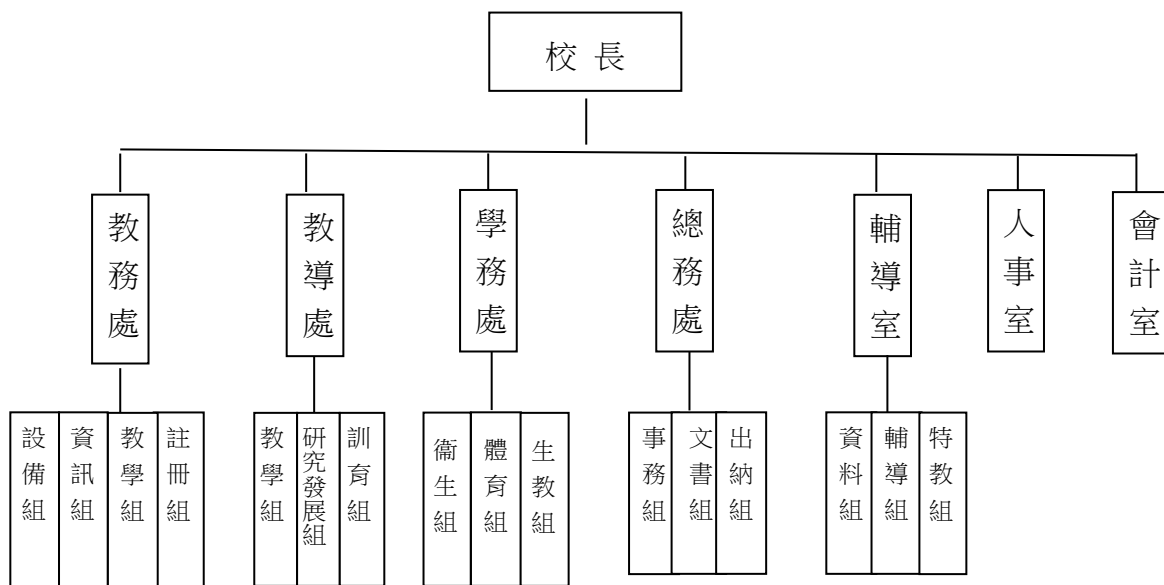 校長
教務處
教導處
學務處
總務處
輔導室
人事室
會計室
設備組
資訊組
教學組
註冊組
教學組
研究發展組
訓育組
衞生組
體育組
生教組
事務組
文書組
出納組
資料組
輔導組
特教組